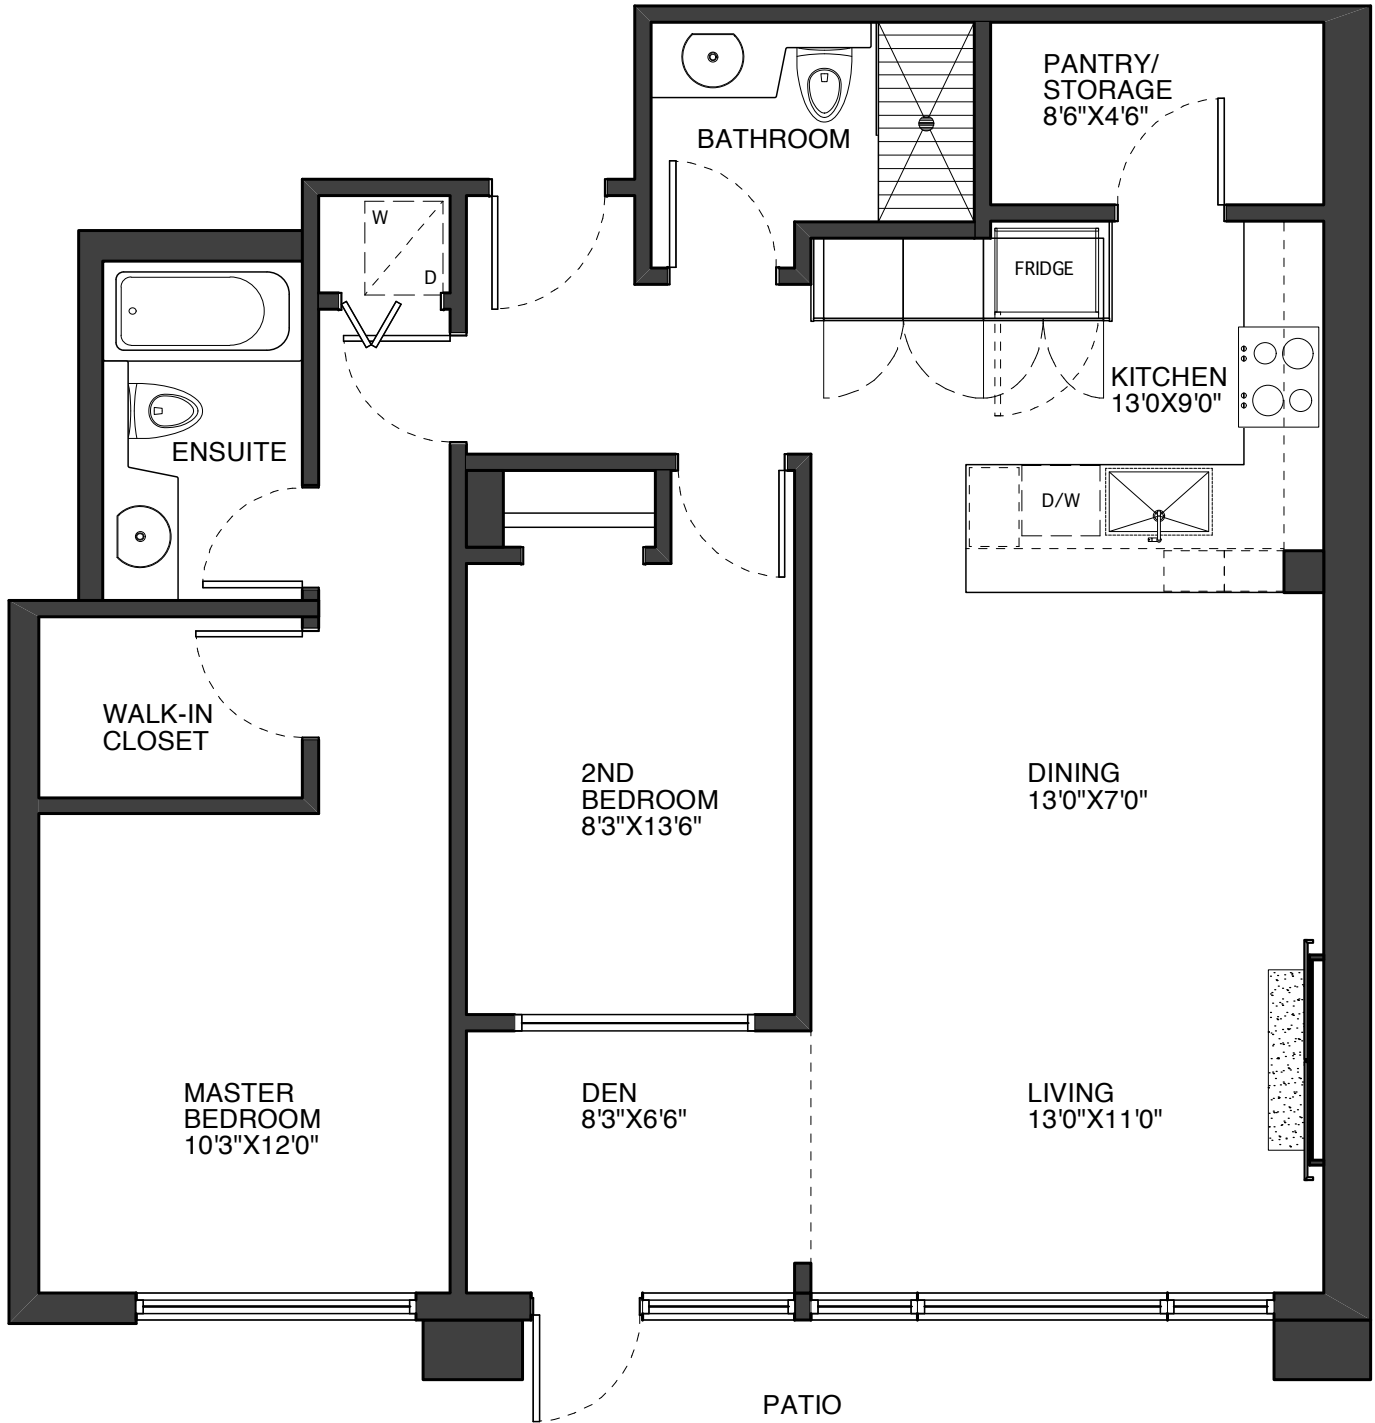 PANTRY/
STORAGE
8'6"X4'6"
BATHROOM
W
D
FRIDGE
KITCHEN
13'0X9'0"
ENSUITE
D/W
WALK-IN
CLOSET
2ND
BEDROOM
8'3"X13'6"
DINING
13'0"X7'0"
MASTER
BEDROOM
10'3"X12'0"
DEN
8'3"X6'6"
LIVING
13'0"X11'0"
PATIO